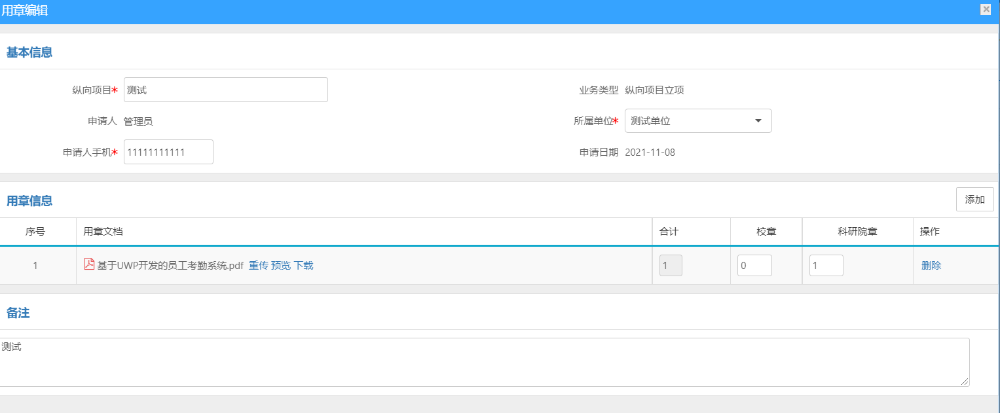 用章编辑
基本信息
纵向项目* 测试 业务类型 纵向项目立项
申请人 管理员 所属单位* 测试单位
申请人手机* 11111111111 申请日期 2021-11-08
用章信息 添加
序号 用章文档 合计 校章 科研院章 操作
1 基于UWP开发的员工考勤系统.pdf 重传 预览 下载 1 0 1 删除
备注
测试